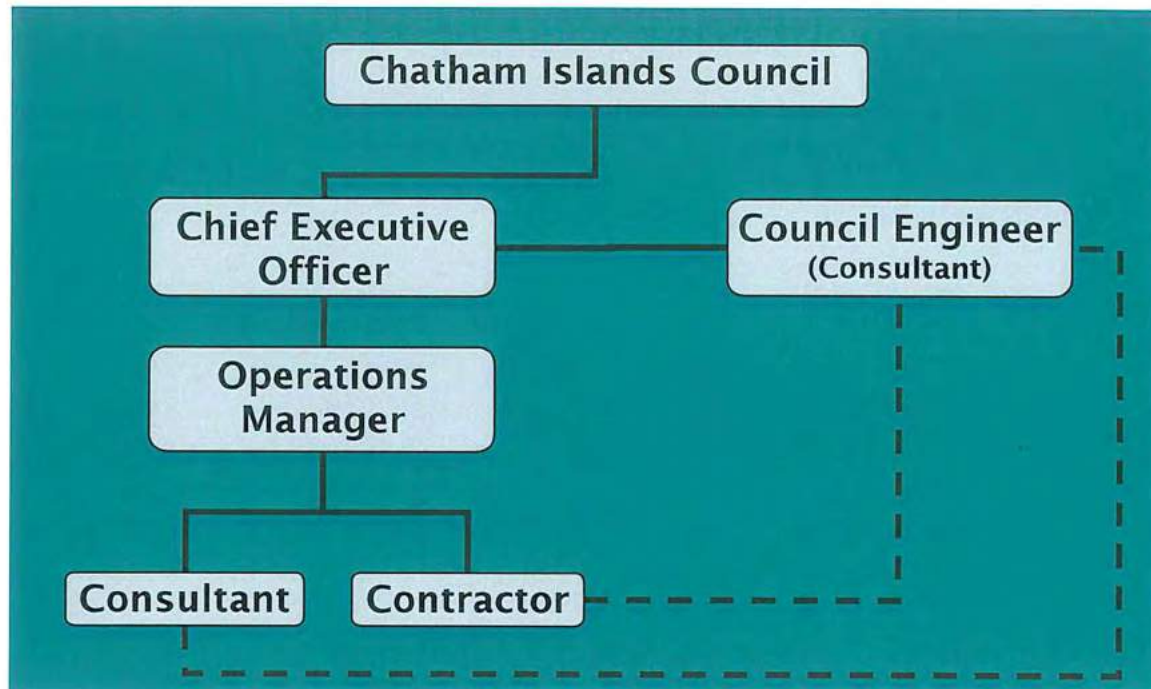 Chatham Islands Council
Chief Executive
Officer
Council Engineer
(Consultant)
Operations
Manager
Consultant
Contractor